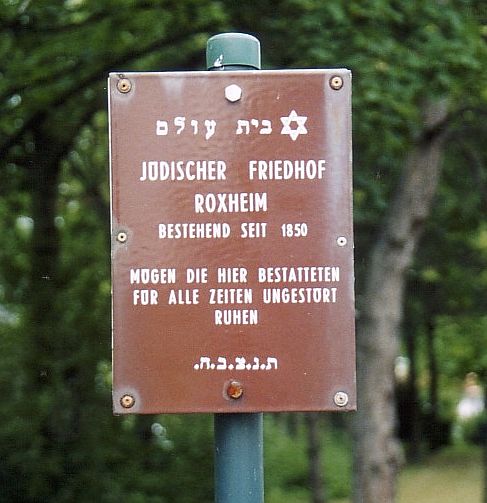 בית עולם
JÜDISCHER FRIEDHOF
ROXHEIM
BESTEHEND SEIT 1850
MÖGEN DIE HIER BESTATTETEN
FÜR ALLE ZEITEN UNGESTÖRT
RUHEN
ת.נ.צ.ב.ה.